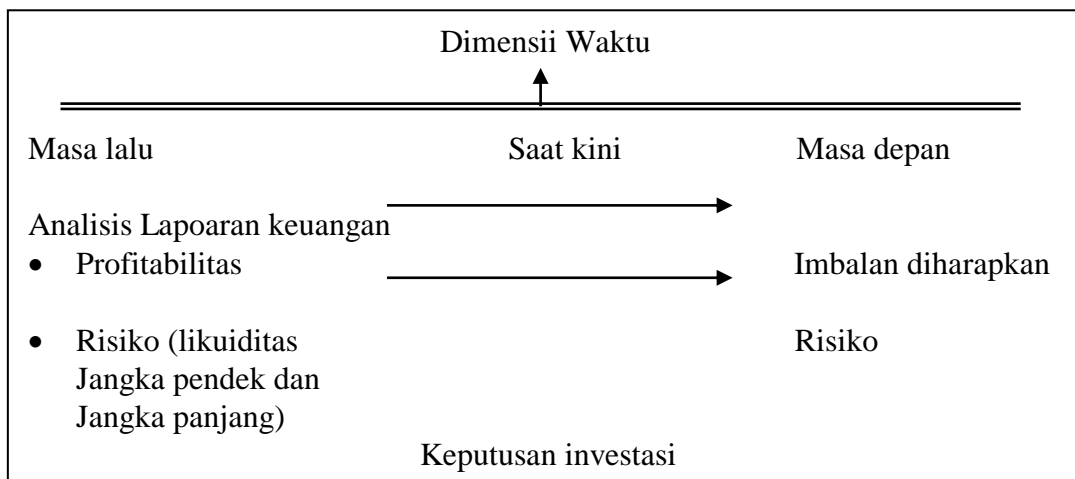 Dimensii Waktu
Masa lalu Saat kini Masa depan
Analisis Lapoaran keuangan
• Profitabilitas Imbalan diharapkan
• Risiko (likuiditas Risiko
Jangka pendek dan
Jangka panjang)
Keputusan investasi